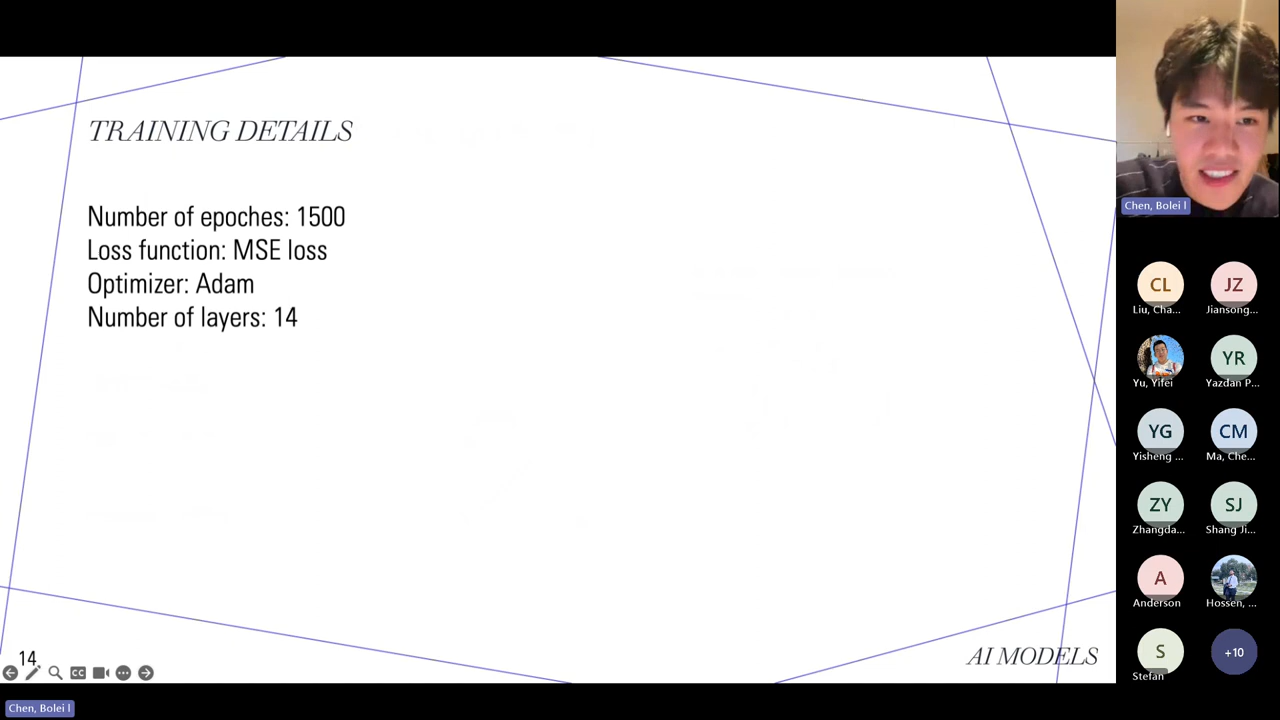 TRAINING DETAILS
Number of epoches: 1500
Loss function: MSE loss
Optimizer: Adam
Number of layers: 14
14
AI MODELS
Chen, Bolei l
CL
JZ
Liu, Cha...
Jiansong...
YR
Yu, Yifei
Yazdan P...
YG
CM
Yisheng ...
Ma, Che...
ZY
SJ
Zhangda...
Shang Ji...
A
Anderson
Hossen, ...
S
+10
Stefan
CC
Chen, Bolei l